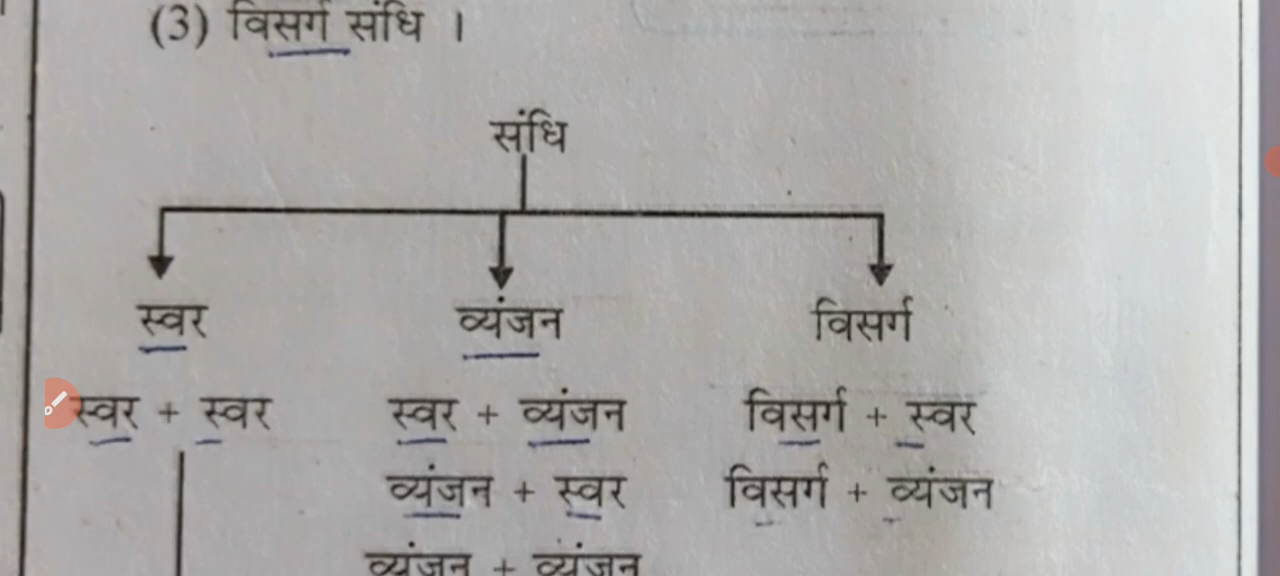 (3) विसर्ग संधि ।
संधि
स्वर व्यंजन विसर्ग
स्वर + स्वर स्वर + व्यंजन विसर्ग + स्वर
व्यंजन + स्वर विसर्ग + व्यंजन
व्यंजन + व्यंजन